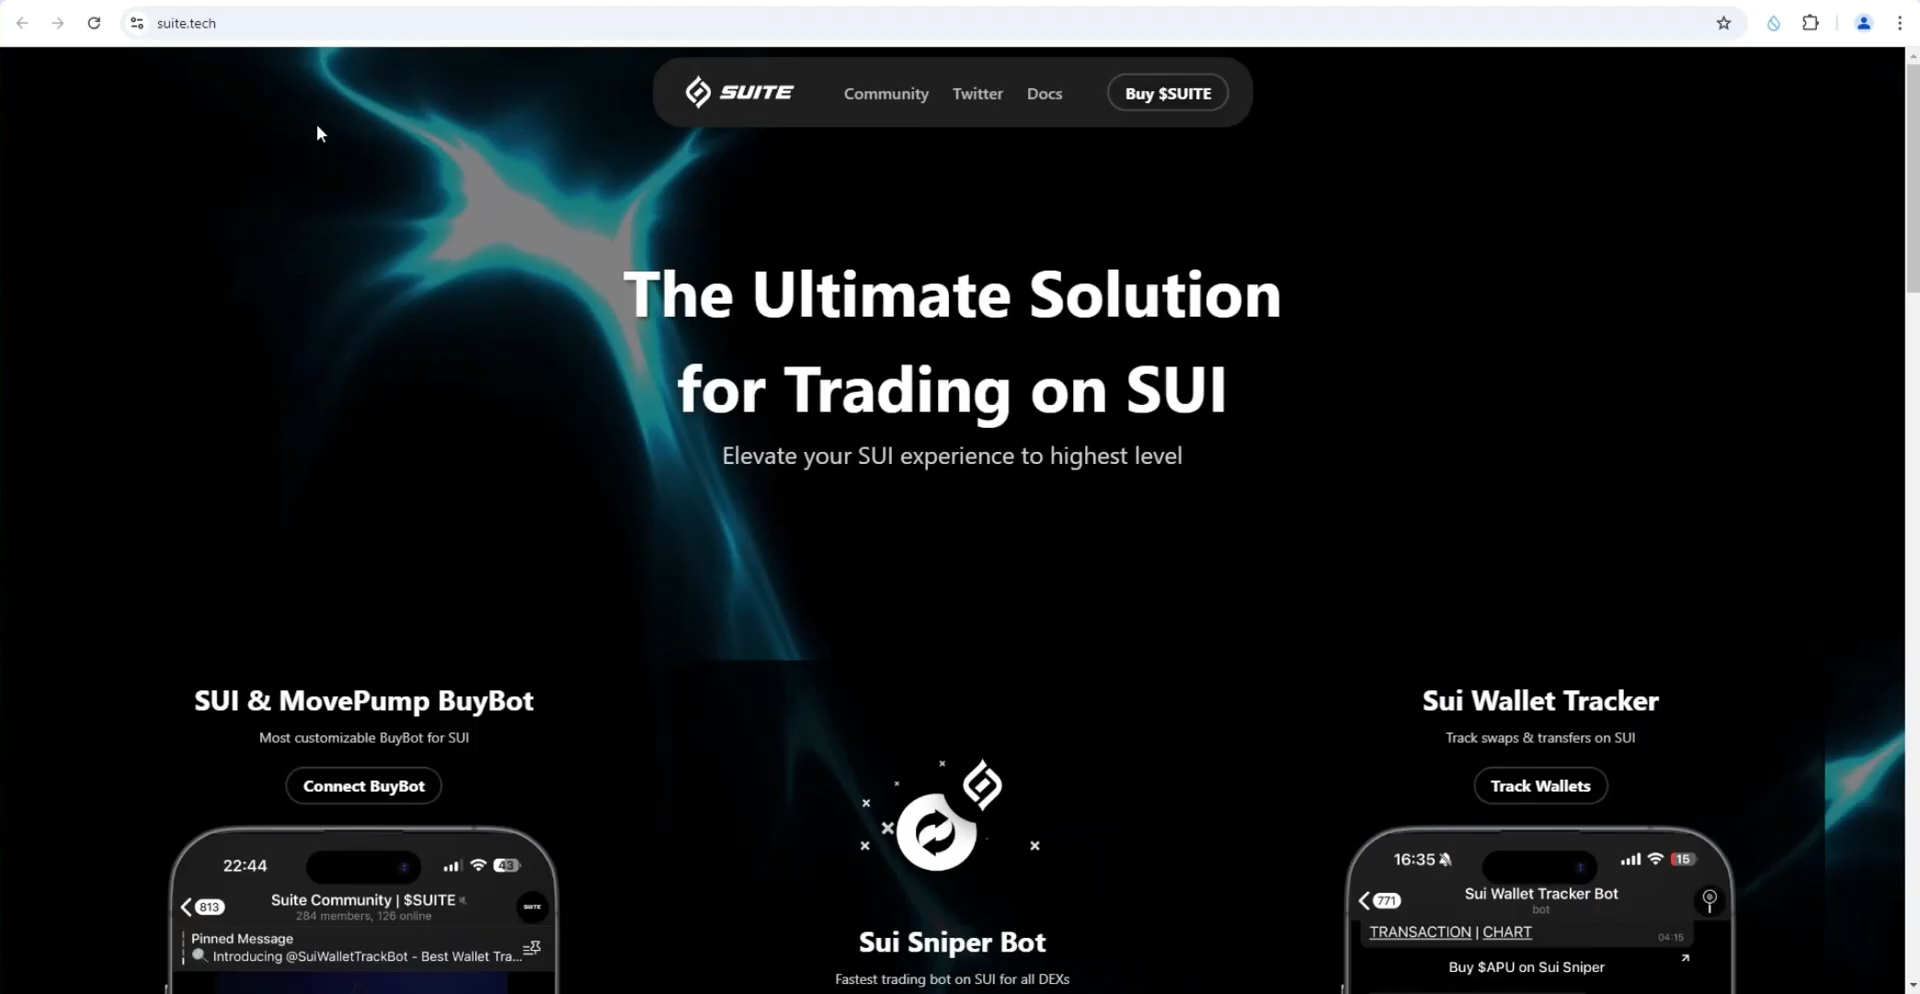 suite.tech
SUITE
Community
Twitter
Docs
Buy $SUITE
The Ultimate Solution
for Trading on SUI
Elevate your SUI experience to highest level
SUI & MovePump BuyBot
Most customizable BuyBot for SUI
Connect BuyBot
22:44
43
813
Suite Community | $SUITE
284 members, 126 online
SUITE
Pinned Message
Introducing @SuiWalletTrackBot - Best Wallet Tra...
Sui Sniper Bot
Fastest trading bot on SUI for all DEXs
Sui Wallet Tracker
Track swaps & transfers on SUI
Track Wallets
16:35
15
771
Sui Wallet Tracker Bot
bot
TRANSACTION | CHART
04:15
Buy $APU on Sui Sniper